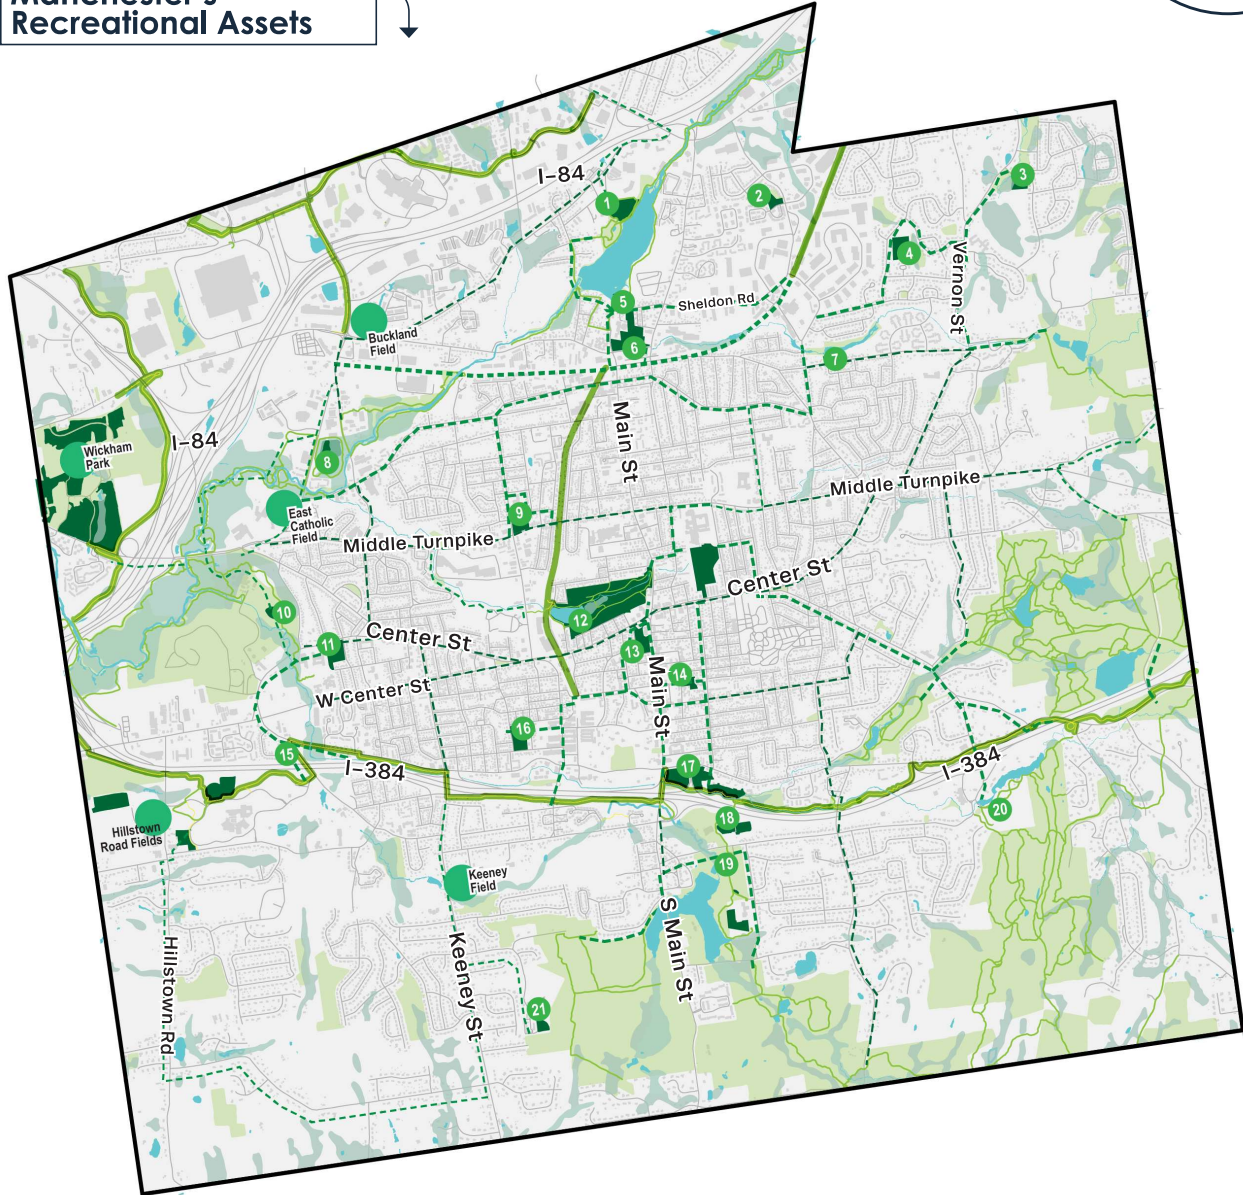 Manchester's
Recreational Assets
I-84
1
2
3
4
Vernon St
5
Sheldon Rd
6
7
Buckland
Field
Main St
I-84
Wickham
Park
8
Middle Turnpike
9
East
Catholic
Field
Middle Turnpike
Center St
10
12
11
Center St
13
14
Main St
W Center St
16
15
I-384
17
I-384
18
20
Hillstown
Road Fields
19
Keeney
Field
S Main St
Keeney St
Hillstown Rd
21